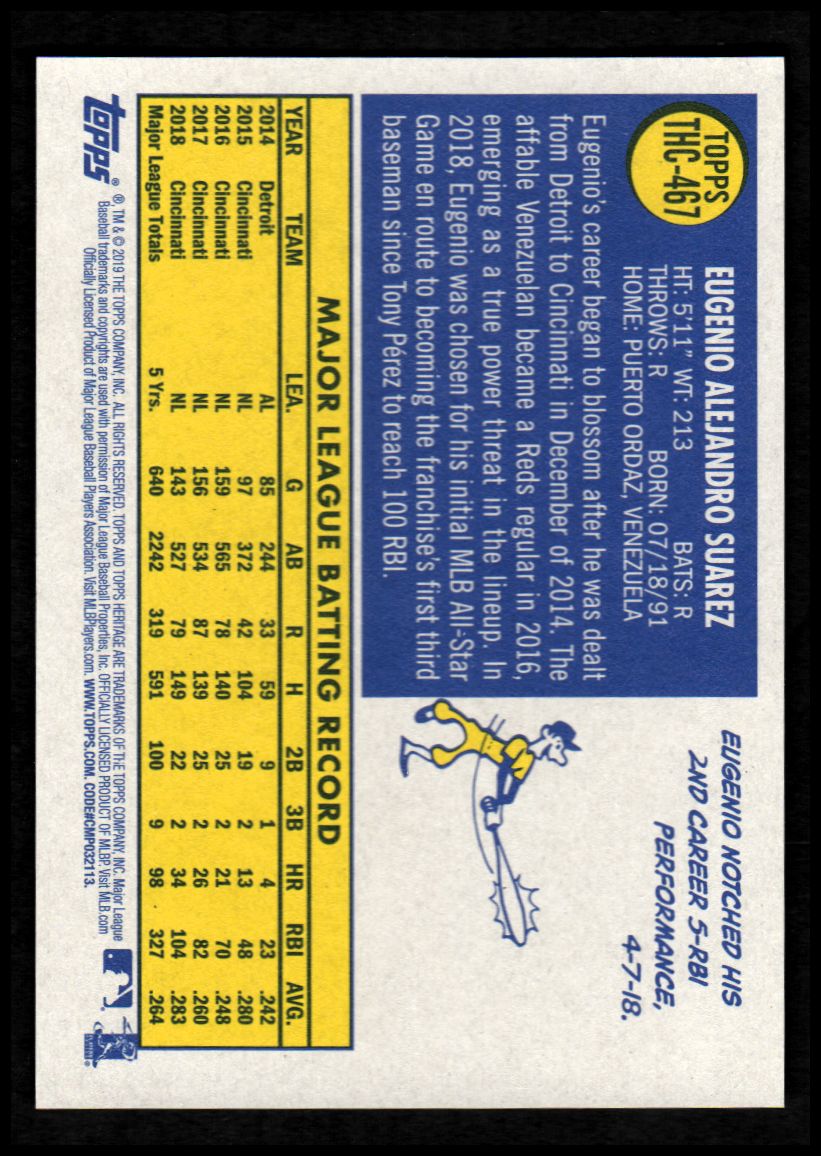 TOPPS
THC-467
EUGENIO ALEJANDRO SUAREZ
HT: 5'11" WT: 213 BATS: R
THROWS: R BORN: 07/18/91
HOME: PUERTO ORDAZ, VENEZUELA
Eugenio's career began to blossom after he was dealt
from Detroit to Cincinnati in December of 2014. The
affable Venezuelan became a Reds regular in 2016,
emerging as a true power threat in the lineup. In
2018, Eugenio was chosen for his initial MLB All-Star
Game en route to becoming the franchise's first third
baseman since Tony Pérez to reach 100 RBI.
EUGENIO NOTCHED HIS
2ND CAREER 5-RBI
PERFORMANCE,
4-7-18.
MAJOR LEAGUE BATTING RECORD
YEAR TEAM LEA. G AB R H 2B 3B HR RBI AVG.
2014 Detroit AL 85 244 33 59 9 1 4 23 .242
2015 Cincinnati NL 97 372 42 104 19 2 13 48 .280
2016 Cincinnati NL 159 565 78 140 25 2 21 70 .248
2017 Cincinnati NL 156 534 87 139 25 2 26 82 .260
2018 Cincinnati NL 143 527 79 149 22 2 34 104 .283
Major League Totals 5 Yrs. 640 2242 319 591 100 9 98 327 .264
topps®
®, TM & © 2019 THE TOPPS COMPANY, INC. ALL RIGHTS RESERVED. TOPPS AND TOPPS HERITAGE ARE TRADEMARKS OF THE TOPPS COMPANY, INC. Major League
Baseball trademarks and copyrights are used with permission of Major League Baseball Properties, Inc. OFFICIALLY LICENSED PRODUCT OF MLBP. Visit MLB.com
Officially Licensed Product of Major League Baseball Players Association. Visit MLBPlayers.com. WWW.TOPPS.COM. CODE#CMP032113.